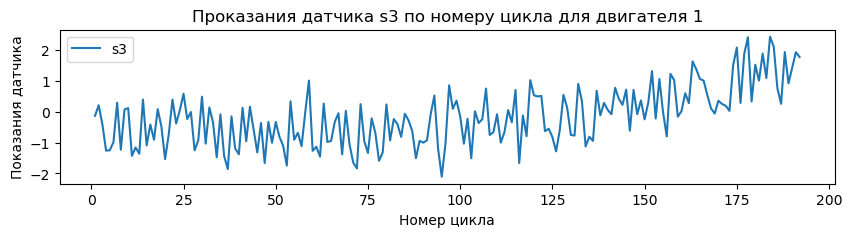 Проказания датчика s3 по номеру цикла для двигателя 1
s3
Показания датчика
2
1
0
−1
−2
0 25 50 75 100 125 150 175 200
Номер цикла